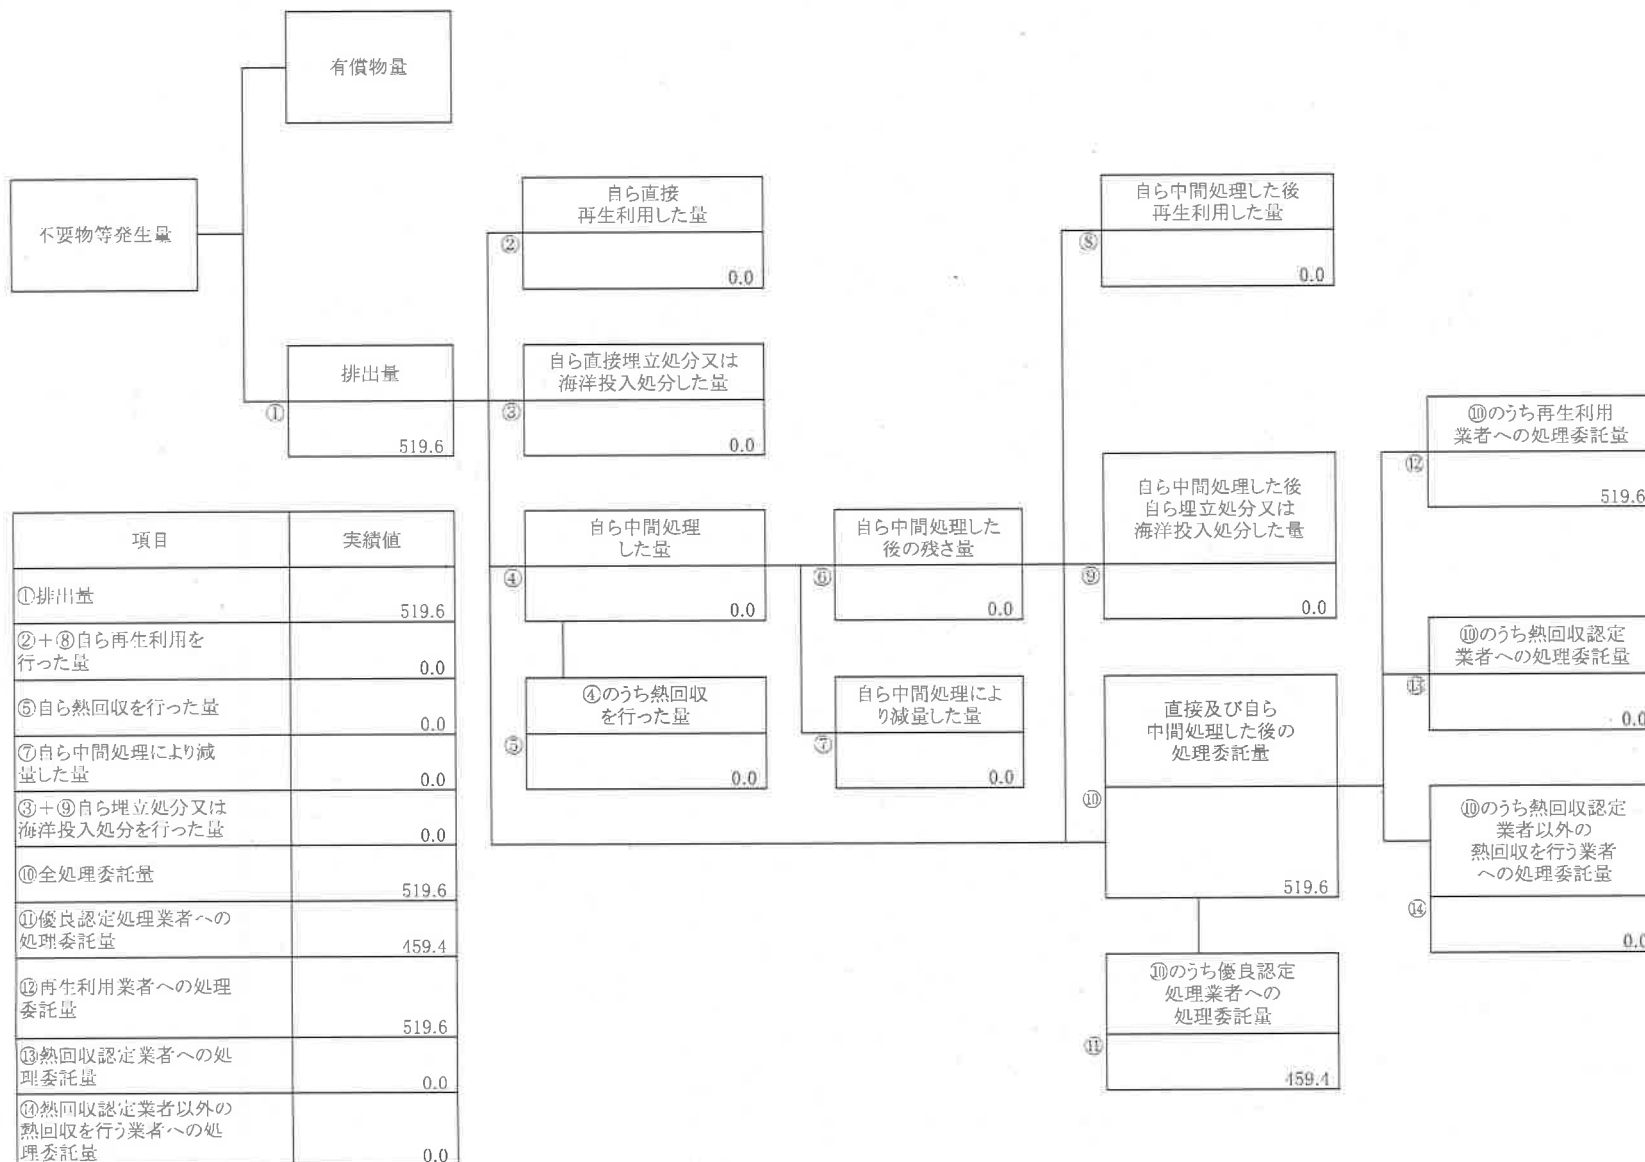 有償物量
不要物等発生量
排出量
①
519.6
自ら直接
再生利用した量
②
0.0
自ら直接埋立処分又は
海洋投入処分した量
③
0.0
自ら中間処理
した量
④
0.0
④のうち熱回収
を行った量
⑤
0.0
自ら中間処理した
後の残さ量
⑥
0.0
自ら中間処理によ
り減量した量
⑦
0.0
自ら中間処理した後
再生利用した量
⑧
0.0
自ら中間処理した後
自ら埋立処分又は
海洋投入処分した量
⑨
0.0
直接及び自ら
中間処理した後の
処理委託量
⑩
519.6
⑩のうち優良認定
処理業者への
処理委託量
⑪
459.4
⑩のうち再生利用
業者への処理委託量
⑫
519.6
⑩のうち熱回収認定
業者への処理委託量
⑬
0.0
⑩のうち熱回収認定
業者以外の
熱回収を行う業者
への処理委託量
⑭
0.0
項目 実績値
①排出量
519.6
②+⑧自ら再生利用を
行った量
0.0
⑤自ら熱回収を行った量
0.0
⑦自ら中間処理により減
量した量
0.0
③+⑨自ら埋立処分又は
海洋投入処分を行った量
0.0
⑩全処理委託量
519.6
⑪優良認定処理業者への
処理委託量
459.4
⑫再生利用業者への処理
委託量
519.6
⑬熱回収認定業者への処
理委託量
0.0
⑭熱回収認定業者以外の
熱回収を行う業者への処
理委託量
0.0